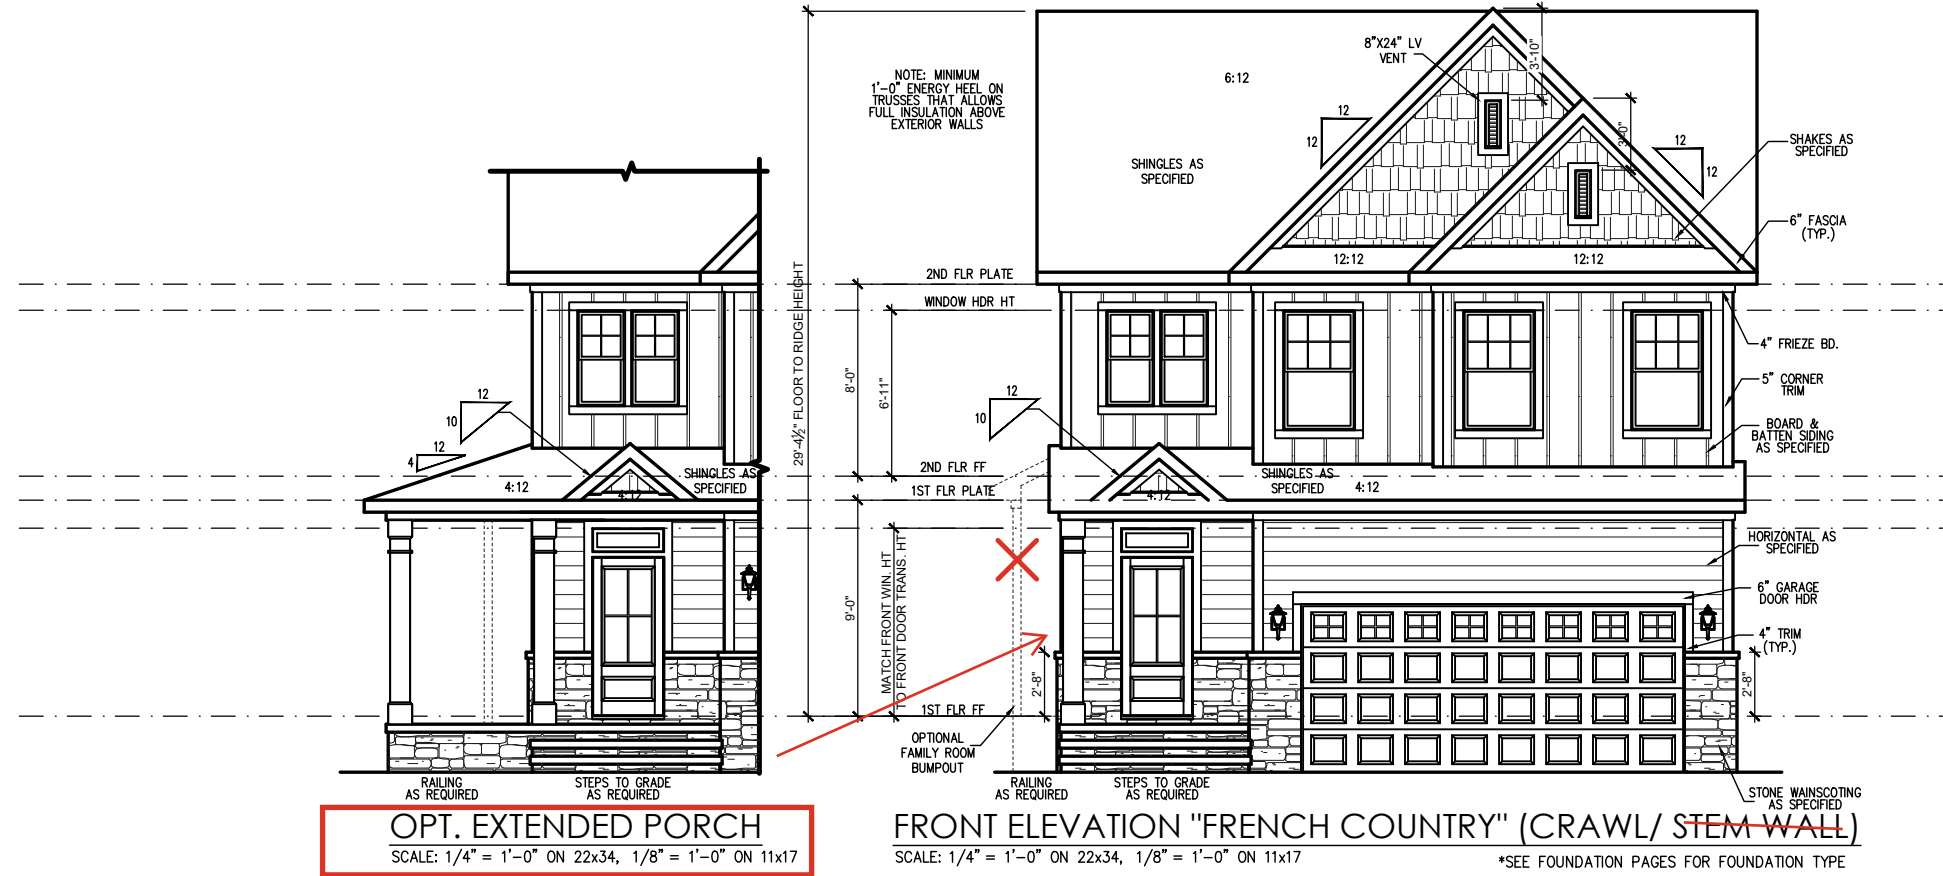 NOTE: MINIMUM
1'-0" ENERGY HEEL ON
TRUSSES THAT ALLOWS
FULL INSULATION ABOVE
EXTERIOR WALLS
8"X24" LV
VENT
3'-10"
6:12
12
12
3'-0"
12
12
SHAKES AS
SPECIFIED
SHINGLES AS
SPECIFIED
6" FASCIA
(TYP.)
12:12
12:12
2ND FLR PLATE
WINDOW HDR HT
29'-4½" FLOOR TO RIDGE HEIGHT
8'-0"
6'-11"
4" FRIEZE BD.
5" CORNER
TRIM
BOARD &
BATTEN SIDING
AS SPECIFIED
12
10
12
4
12
10
2ND FLR FF
1ST FLR PLATE
SHINGLES AS
SPECIFIED
4:12
4:12
SHINGLES AS
SPECIFIED
4:12
4:12
HORIZONTAL AS
SPECIFIED
6" GARAGE
DOOR HDR
4" TRIM
(TYP.)
9'-0"
MATCH FRONT WIN. HT
TO FRONT DOOR TRANS. HT
2'-8"
2'-8"
1ST FLR FF
OPTIONAL
FAMILY ROOM
BUMPOUT
RAILING
AS REQUIRED
STEPS TO GRADE
AS REQUIRED
RAILING
AS REQUIRED
STEPS TO GRADE
AS REQUIRED
STONE WAINSCOTING
AS SPECIFIED
OPT. EXTENDED PORCH
SCALE: 1/4" = 1'-0" ON 22x34, 1/8" = 1'-0" ON 11x17
FRONT ELEVATION "FRENCH COUNTRY" (CRAWL/ STEM WALL)
SCALE: 1/4" = 1'-0" ON 22x34, 1/8" = 1'-0" ON 11x17
*SEE FOUNDATION PAGES FOR FOUNDATION TYPE